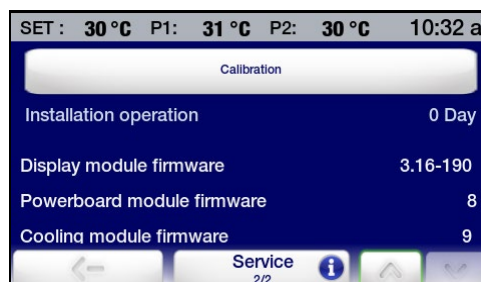 SET : 30 °C P1: 31 °C P2: 30 °C 10:32 a
Calibration
Installation operation 0 Day
Display module firmware 3.16-190
Powerboard module firmware 8
Cooling module firmware 9
Service
2/2